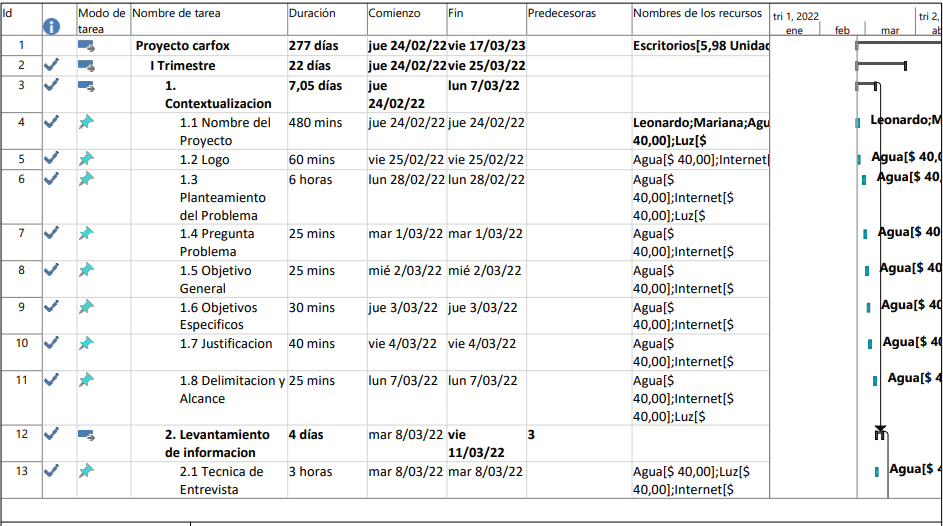 Id Modo de tarea Nombre de tarea Duración Comienzo Fin Predecesoras Nombres de los recursos tri 1, 2022 tri 2,
ene feb mar
1 Proyecto carfox 277 días jue 24/02/22 vie 17/03/23 Escritorios[5,98 Unidad
2 I Trimestre 22 días jue 24/02/22 vie 25/03/22
3 1. Contextualizacion 7,05 días jue 24/02/22 lun 7/03/22
4 1.1 Nombre del Proyecto 480 mins jue 24/02/22 jue 24/02/22 Leonardo;Mariana;Agu 40,00];Luz[$ Leonardo;M
5 1.2 Logo 60 mins vie 25/02/22 vie 25/02/22 Agua[$ 40,00];Internet[ Agua[$ 40,0
6 1.3 Planteamiento del Problema 6 horas lun 28/02/22 lun 28/02/22 Agua[$ 40,00];Internet[$ 40,00];Luz[$ Agua[$ 40,
7 1.4 Pregunta Problema 25 mins mar 1/03/22 mar 1/03/22 Agua[$ 40,00];Internet[$ Agua[$ 40
8 1.5 Objetivo General 25 mins mié 2/03/22 mié 2/03/22 Agua[$ 40,00];Internet[$ Agua[$ 40
9 1.6 Objetivos Especificos 30 mins jue 3/03/22 jue 3/03/22 Agua[$ 40,00];Internet[$ Agua[$ 40
10 1.7 Justificacion 40 mins vie 4/03/22 vie 4/03/22 Agua[$ 40,00];Internet[$ Agua[$ 40
11 1.8 Delimitacion y Alcance 25 mins lun 7/03/22 lun 7/03/22 Agua[$ 40,00];Internet[$ 40,00];Luz[$ Agua[$ 4
12 2. Levantamiento de informacion 4 días mar 8/03/22 vie 11/03/22 3
13 2.1 Tecnica de Entrevista 3 horas mar 8/03/22 mar 8/03/22 Agua[$ 40,00];Luz[$ 40,00];Internet[$ Agua[$ 4